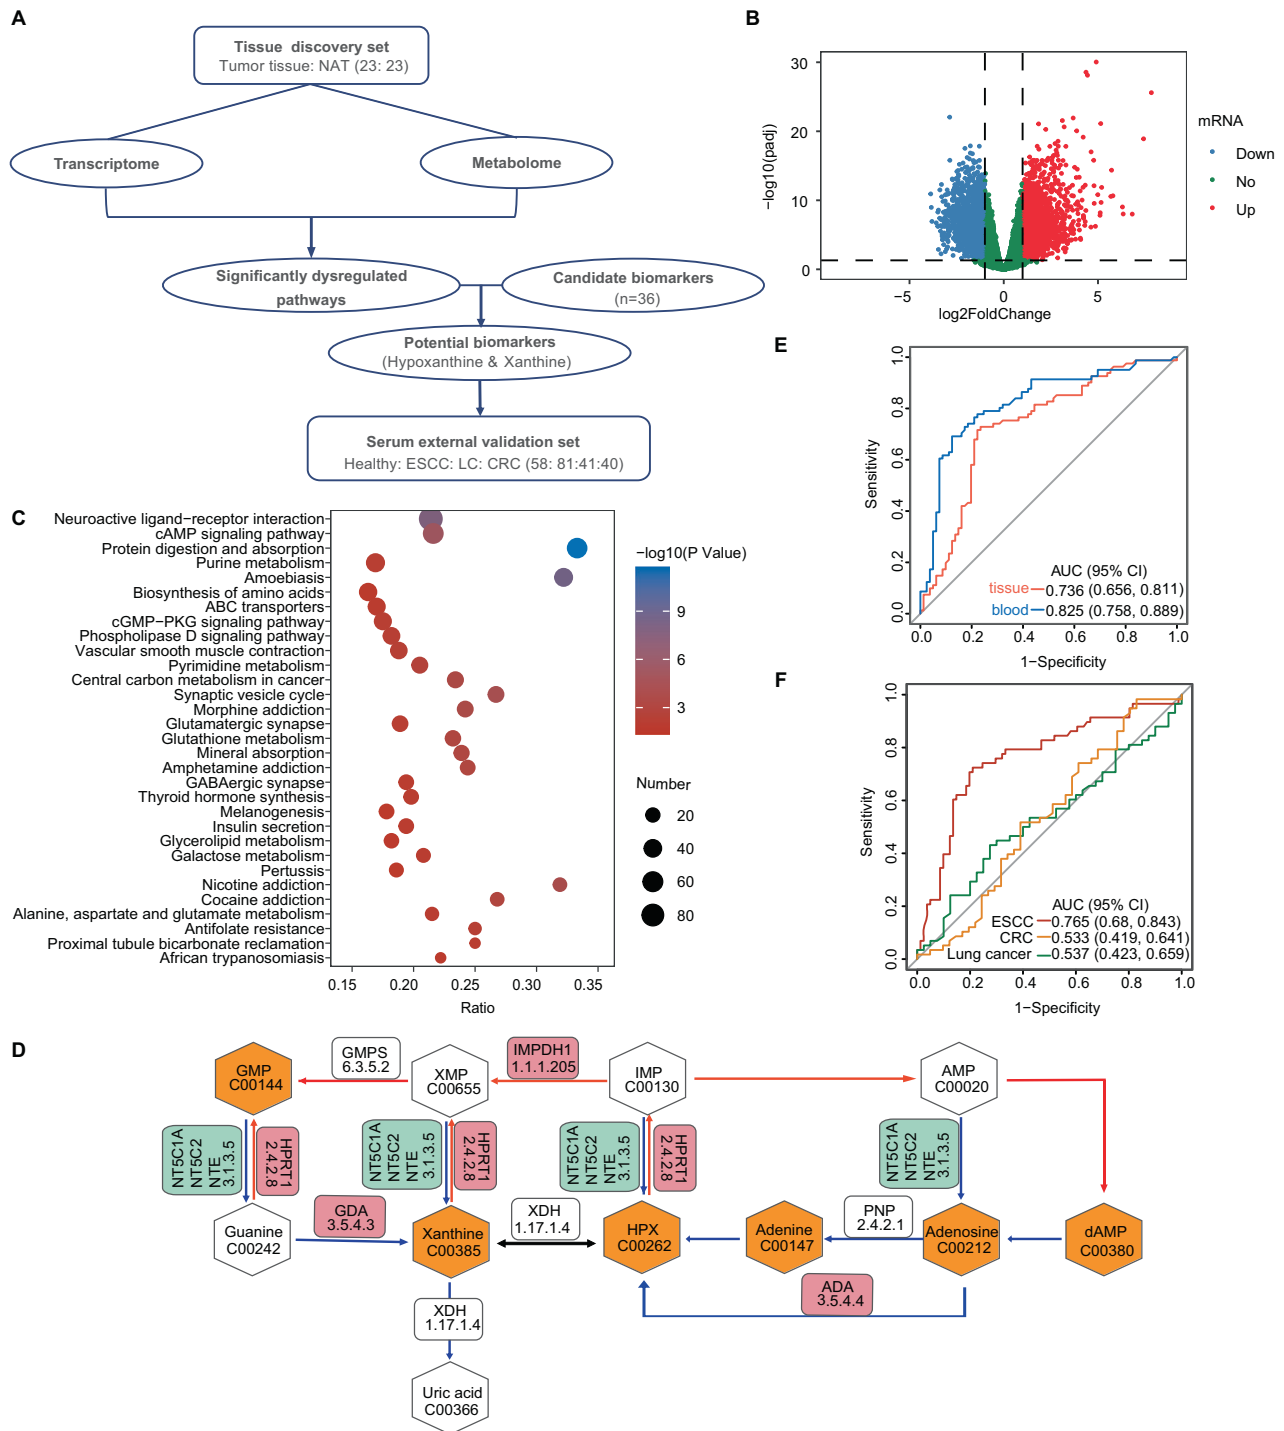 A
Tissue discovery set
Tumor tissue: NAT (23: 23)
Transcriptome
Metabolome
Significantly dysregulated
pathways
Candidate biomarkers
(n=36)
Potential biomarkers
(Hypoxanthine & Xanthine)
Serum external validation set
Healthy: ESCC: LC: CRC (58: 81:41:40)
B
−log10(padj)
30
20
10
0
−5
0
5
log2FoldChange
mRNA
Down
No
Up
C
Neuroactive ligand−receptor interaction
cAMP signaling pathway
Protein digestion and absorption
Purine metabolism
Amoebiasis
Biosynthesis of amino acids
ABC transporters
cGMP−PKG signaling pathway
Phospholipase D signaling pathway
Vascular smooth muscle contraction
Pyrimidine metabolism
Central carbon metabolism in cancer
Synaptic vesicle cycle
Morphine addiction
Glutamatergic synapse
Glutathione metabolism
Mineral absorption
Amphetamine addiction
GABAergic synapse
Thyroid hormone synthesis
Melanogenesis
Insulin secretion
Glycerolipid metabolism
Galactose metabolism
Pertussis
Nicotine addiction
Cocaine addiction
Alanine, aspartate and glutamate metabolism
Antifolate resistance
Proximal tubule bicarbonate reclamation
African trypanosomiasis
0.15
0.20
0.25
0.30
0.35
Ratio
−log10(P Value)
9
6
3
Number
20
40
60
80
E
Sensitivity
1.0
0.8
0.6
0.4
0.2
0.0
AUC (95% CI)
tissue 0.736 (0.656, 0.811)
blood 0.825 (0.758, 0.889)
0.0
0.2
0.4
0.6
0.8
1.0
1-Specificity
F
Sensitivity
1.0
0.8
0.6
0.4
0.2
0.0
AUC (95% CI)
ESCC 0.765 (0.68, 0.843)
CRC 0.533 (0.419, 0.641)
Lung cancer 0.537 (0.423, 0.659)
0.0
0.2
0.4
0.6
0.8
1.0
1−Specificity
D
GMP
C00144
GMPS
6.3.5.2
XMP
C00655
IMPDH1
1.1.1.205
IMP
C00130
AMP
C00020
NT5C1A
NT5C2
NTE
3.1.3.5
HPRT1
2.4.2.8
NT5C1A
NT5C2
NTE
3.1.3.5
HPRT1
2.4.2.8
NT5C1A
NT5C2
NTE
3.1.3.5
HPRT1
2.4.2.8
NT5C1A
NT5C2
NTE
3.1.3.5
Guanine
C00242
GDA
3.5.4.3
Xanthine
C00385
XDH
1.17.1.4
HPX
C00262
Adenine
C00147
PNP
2.4.2.1
Adenosine
C00212
dAMP
C00380
ADA
3.5.4.4
XDH
1.17.1.4
Uric acid
C00366